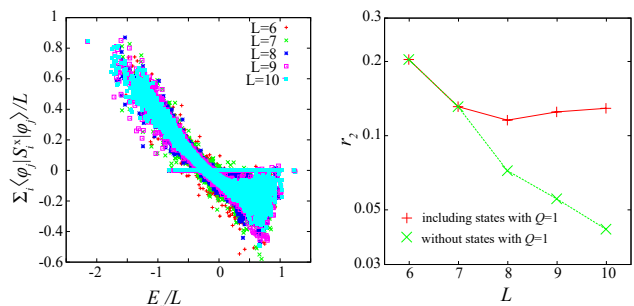 1
0.8
0.6
0.4
0.2
0
-0.2
-0.4
-0.6
-2 -1 0 1
Σi⟨φj|Six|φj⟩/L
E/L
L=6
L=7
L=8
L=9
L=10
0.3
0.2
0.1
0.05
0.03
6 7 8 9 10
r2
L
including states with Q=1
without states with Q=1